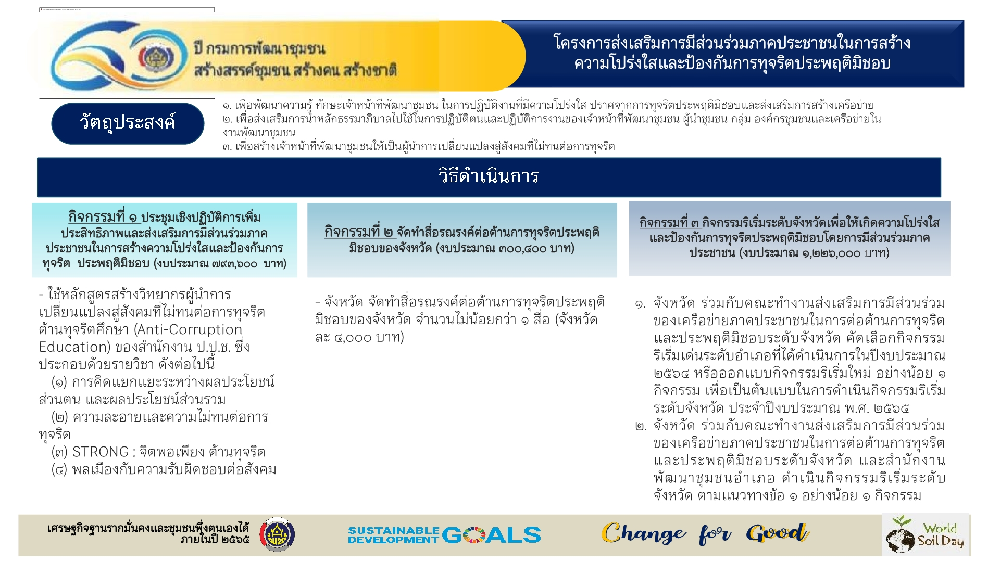 ปี กรมการพัฒนาชุมชน
สร้างสรรค์ชุมชน สร้างคน สร้างชาติ
โครงการส่งเสริมการมีส่วนร่วมภาคประชาชนในการสร้าง
ความโปร่งใสและป้องกันการทุจริตประพฤติมิชอบ
วัตถุประสงค์
๑. เพื่อพัฒนาความรู้ ทักษะเจ้าหน้าที่พัฒนาชุมชน ในการปฏิบัติงานที่มีความโปร่งใส ปราศจากการทุจริตประพฤติมิชอบและส่งเสริมการสร้างเครือข่าย
๒. เพื่อส่งเสริมการนำหลักธรรมาภิบาลไปใช้ในการปฏิบัติตนและปฏิบัติการงานของเจ้าหน้าที่พัฒนาชุมชน ผู้นำชุมชน กลุ่ม องค์กรชุมชนและเครือข่ายใน
งานพัฒนาชุมชน
๓. เพื่อสร้างเจ้าหน้าที่พัฒนาชุมชนให้เป็นผู้นำการเปลี่ยนแปลงสู่สังคมที่ไม่ทนต่อการทุจริต
วิธีดำเนินการ
กิจกรรมที่ ๑ ประชุมเชิงปฏิบัติการเพิ่ม
ประสิทธิภาพและส่งเสริมการมีส่วนร่วมภาค
ประชาชนในการสร้างความโปร่งใสและป้องกันการ
ทุจริต ประพฤติมิชอบ (งบประมาณ ๗๙๓,๖๐๐ บาท)
- ใช้หลักสูตรสร้างวิทยากรผู้นำการ
เปลี่ยนแปลงสู่สังคมที่ไม่ทนต่อการทุจริต
ต้านทุจริตศึกษา (Anti-Corruption
Education) ของสำนักงาน ป.ป.ช. ซึ่ง
ประกอบด้วยรายวิชา ดังต่อไปนี้
(๑) การคิดแยกแยะระหว่างผลประโยชน์
ส่วนตน และผลประโยชน์ส่วนรวม
(๒) ความละอายและความไม่ทนต่อการ
ทุจริต
(๓) STRONG : จิตพอเพียง ต้านทุจริต
(๔) พลเมืองกับความรับผิดชอบต่อสังคม
กิจกรรมที่ ๒ จัดทำสื่อรณรงค์ต่อต้านการทุจริตประพฤติ
มิชอบของจังหวัด (งบประมาณ ๓๐๐,๔๐๐ บาท)
- จังหวัด จัดทำสื่อรณรงค์ต่อต้านการทุจริตประพฤติ
มิชอบของจังหวัด จำนวนไม่น้อยกว่า ๑ สื่อ (จังหวัด
ละ ๔,๐๐๐ บาท)
กิจกรรมที่ ๓ กิจกรรมริเริ่มระดับจังหวัดเพื่อให้เกิดความโปร่งใส
และป้องกันการทุจริตประพฤติมิชอบโดยการมีส่วนร่วมภาค
ประชาชน (งบประมาณ ๑,๒๒๖,๐๐๐ บาท)
๑. จังหวัด ร่วมกับคณะทำงานส่งเสริมการมีส่วนร่วม
ของเครือข่ายภาคประชาชนในการต่อต้านการทุจริต
และประพฤติมิชอบระดับจังหวัด คัดเลือกกิจกรรม
ริเริ่มเด่นระดับอำเภอที่ได้ดำเนินการในปีงบประมาณ
๒๕๖๔ หรือออกแบบกิจกรรมริเริ่มใหม่ อย่างน้อย ๑
กิจกรรม เพื่อเป็นต้นแบบในการดำเนินกิจกรรมริเริ่ม
ระดับจังหวัด ประจำปีงบประมาณ พ.ศ. ๒๕๖๕
๒. จังหวัด ร่วมกับคณะทำงานส่งเสริมการมีส่วนร่วม
ของเครือข่ายภาคประชาชนในการต่อต้านการทุจริต
และประพฤติมิชอบระดับจังหวัด และสำนักงาน
พัฒนาชุมชนอำเภอ ดำเนินกิจกรรมริเริ่มระดับ
จังหวัด ตามแนวทางข้อ ๑ อย่างน้อย ๑ กิจกรรม
เศรษฐกิจฐานรากมั่นคงและชุมชนพึ่งตนเองได้
ภายในปี ๒๕๖๕
SUSTAINABLE
DEVELOPMENT GOALS
Change for Good
World
Soil Day